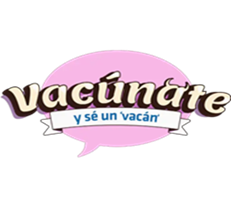 Vacúnate
y sé un 'vacán'